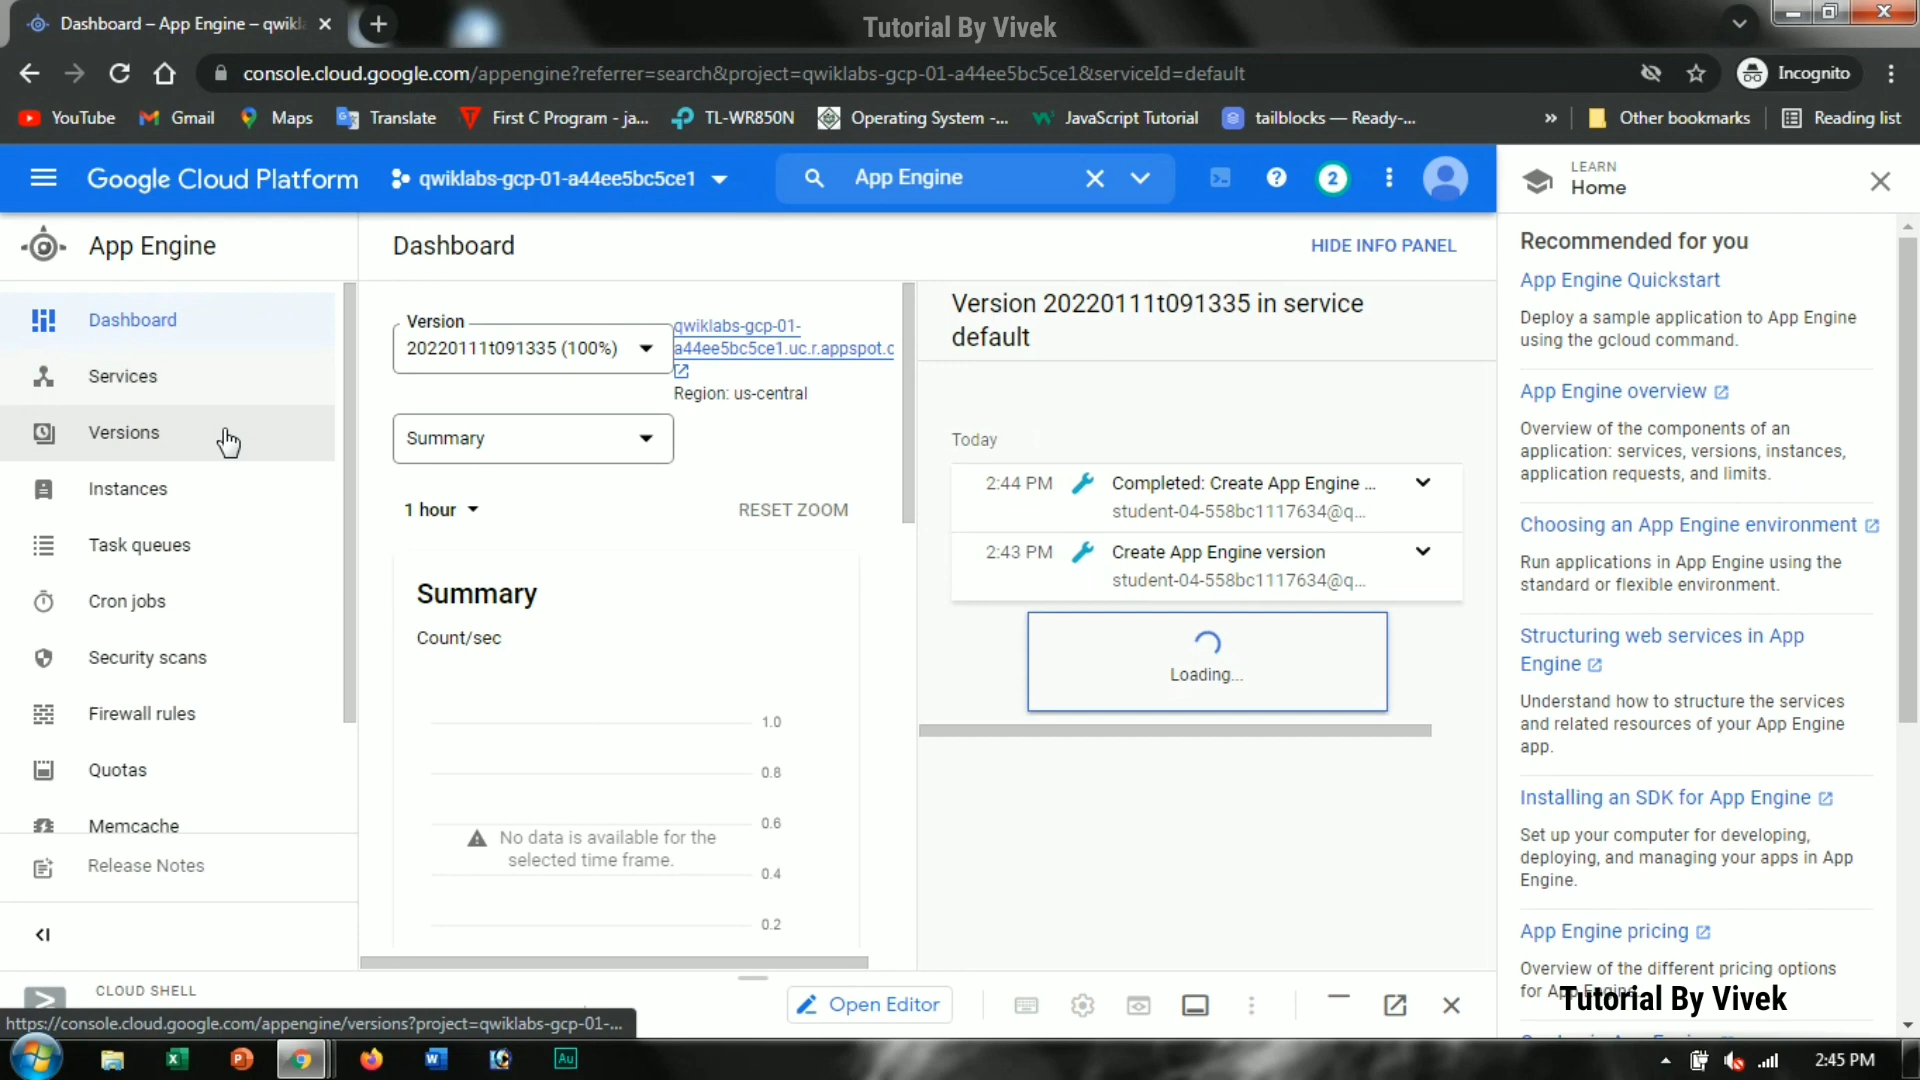 Dashboard – App Engine – qwikla
Tutorial By Vivek
console.cloud.google.com/appengine?referrer=search&project=qwiklabs-gcp-01-a44ee5bc5ce1&serviceId=default
Incognito
YouTube
Gmail
Maps
Translate
First C Program - ja...
TL-WR850N
Operating System -...
JavaScript Tutorial
tailblocks — Ready-...
»
Other bookmarks
Reading list
Google Cloud Platform
qwiklabs-gcp-01-a44ee5bc5ce1
App Engine
2
LEARN
Home
App Engine
Dashboard
HIDE INFO PANEL
Dashboard
Services
Versions
Instances
Task queues
Cron jobs
Security scans
Firewall rules
Quotas
Memcache
Release Notes
Version
20220111t091335 (100%)
qwiklabs-gcp-01-
a44ee5bc5ce1.uc.r.appspot.c
Region: us-central
Summary
1 hour
RESET ZOOM
Summary
Count/sec
1.0
0.8
0.6
No data is available for the
selected time frame.
0.4
0.2
Version 20220111t091335 in service
default
Today
2:44 PM
Completed: Create App Engine ...
student-04-558bc1117634@q...
2:43 PM
Create App Engine version
student-04-558bc1117634@q...
Loading...
Recommended for you
App Engine Quickstart
Deploy a sample application to App Engine
using the gcloud command.
App Engine overview
Overview of the components of an
application: services, versions, instances,
application requests, and limits.
Choosing an App Engine environment
Run applications in App Engine using the
standard or flexible environment.
Structuring web services in App
Engine
Understand how to structure the services
and related resources of your App Engine
app.
Installing an SDK for App Engine
Set up your computer for developing,
deploying, and managing your apps in App
Engine.
App Engine pricing
Overview of the different pricing options
for App Engine.
Tutorial By Vivek
CLOUD SHELL
Open Editor
https://console.cloud.google.com/appengine/versions?project=qwiklabs-gcp-01-...
Au
2:45 PM